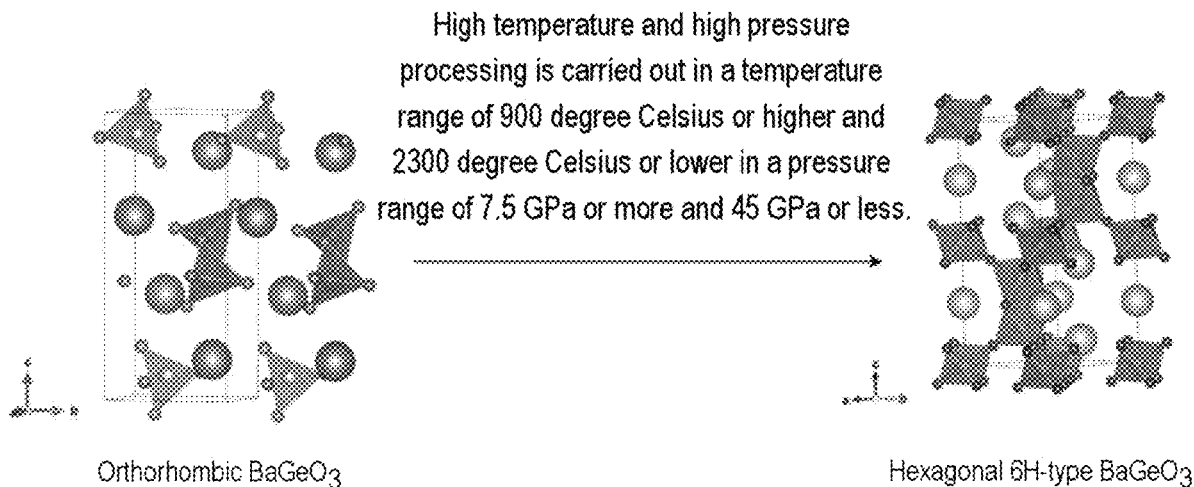 High temperature and high pressure
processing is carried out in a temperature
range of 900 degree Celsius or higher and
2300 degree Celsius or lower in a pressure
range of 7.5 GPa or more and 45 GPa or less.
Orthorhombic BaGeO₃
Hexagonal 6H-type BaGeO₃